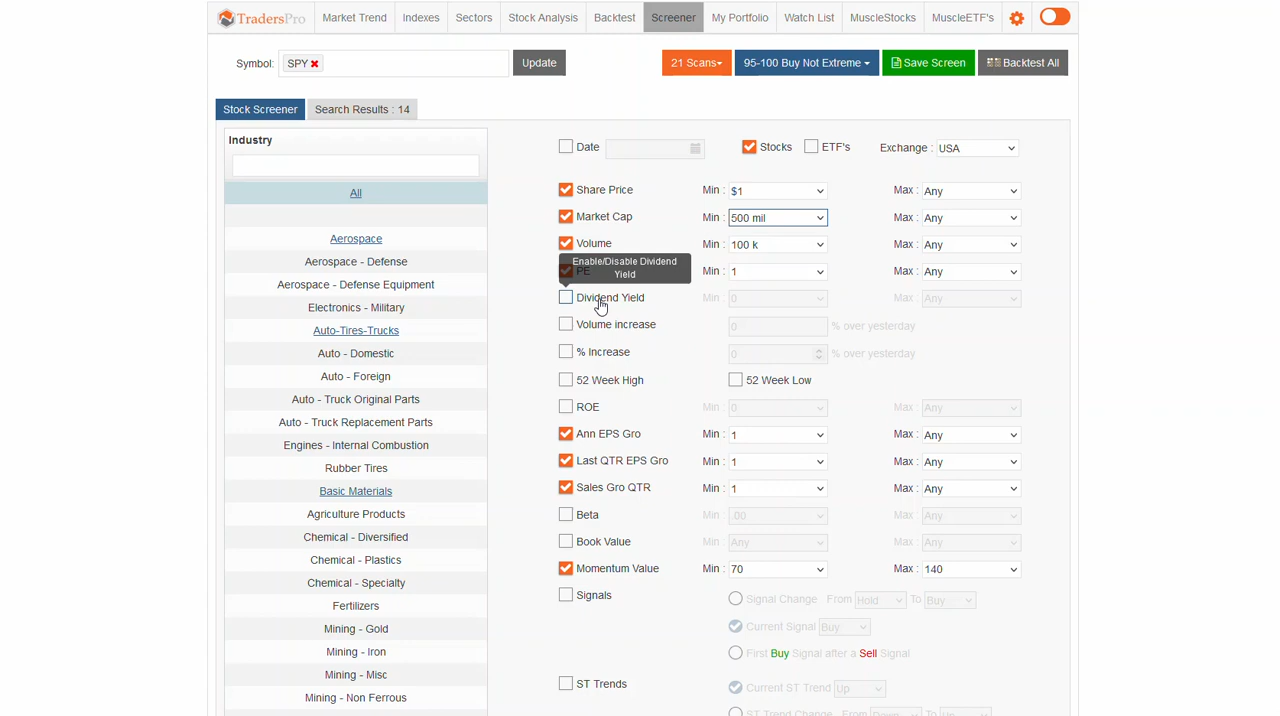 TradersPro Market Trend Indexes Sectors Stock Analysis Backtest Screener My Portfolio Watch List MuscleStocks MuscleETF's
Symbol: SPY Update 21 Scans 95-100 Buy Not Extreme Save Screen Backtest All
Stock Screener Search Results : 14
Industry
All
Aerospace
Aerospace - Defense
Aerospace - Defense Equipment
Electronics - Military
Auto-Tires-Trucks
Auto - Domestic
Auto - Foreign
Auto - Truck Original Parts
Auto - Truck Replacement Parts
Engines - Internal Combustion
Rubber Tires
Basic Materials
Agriculture Products
Chemical - Diversified
Chemical - Plastics
Chemical - Specialty
Fertilizers
Mining - Gold
Mining - Iron
Mining - Misc
Mining - Non Ferrous
Date Stocks ETF's Exchange : USA
Share Price Min : $1 Max : Any
Market Cap Min : 500 mil Max : Any
Volume Min : 100 k Max : Any
Enable/Disable Dividend
Yield
PE Min : 1 Max : Any
Dividend Yield Min : 0 Max : Any
Volume increase 0 % over yesterday
% Increase 0 % over yesterday
52 Week High 52 Week Low
ROE Min : 0 Max : Any
Ann EPS Gro Min : 1 Max : Any
Last QTR EPS Gro Min : 1 Max : Any
Sales Gro QTR Min : 1 Max : Any
Beta Min : .00 Max : Any
Book Value Min : Any Max : Any
Momentum Value Min : 70 Max : 140
Signals Signal Change From Hold To Buy
Current Signal Buy
First Buy Signal after a Sell Signal
ST Trends Current ST Trend Up
ST Trend Change From Down To Up